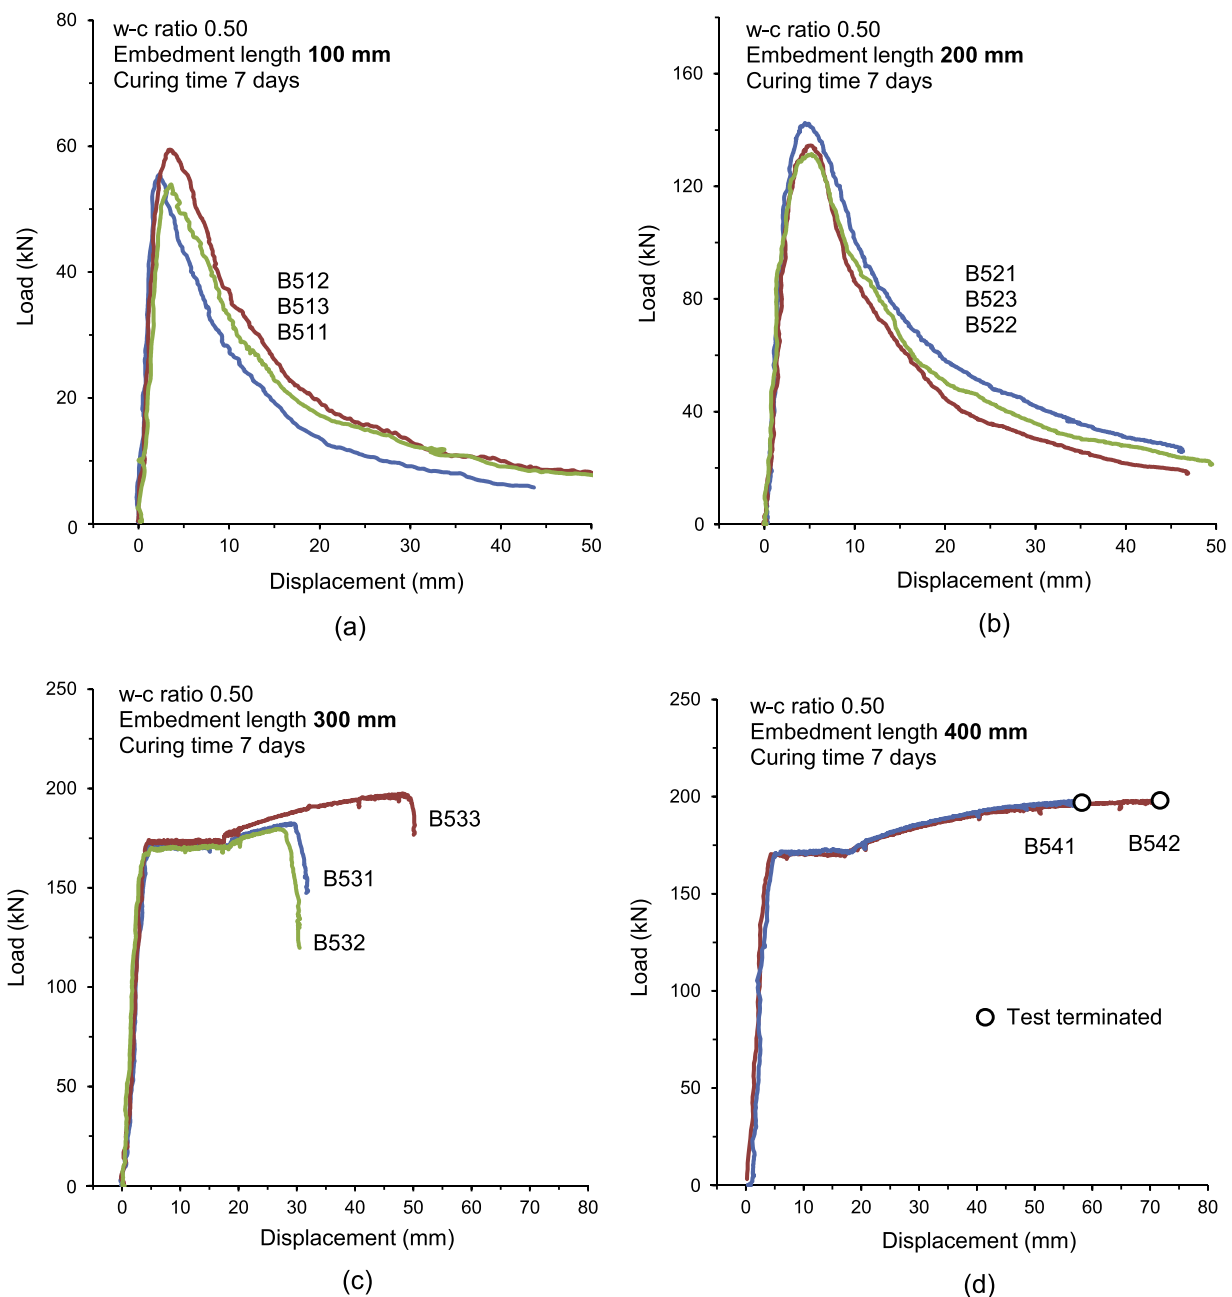 w-c ratio 0.50
Embedment length 100 mm
Curing time 7 days
80
60
40
20
0
Load (kN)
B512
B513
B511
0 10 20 30 40 50
Displacement (mm)
(a)
w-c ratio 0.50
Embedment length 200 mm
Curing time 7 days
160
120
80
40
0
Load (kN)
B521
B523
B522
0 10 20 30 40 50
Displacement (mm)
(b)
w-c ratio 0.50
Embedment length 300 mm
Curing time 7 days
250
200
150
100
50
0
Load (kN)
B533
B531
B532
0 10 20 30 40 50 60 70 80
Displacement (mm)
(c)
w-c ratio 0.50
Embedment length 400 mm
Curing time 7 days
250
200
150
100
50
0
Load (kN)
B541 B542
Test terminated
0 10 20 30 40 50 60 70 80
Displacement (mm)
(d)